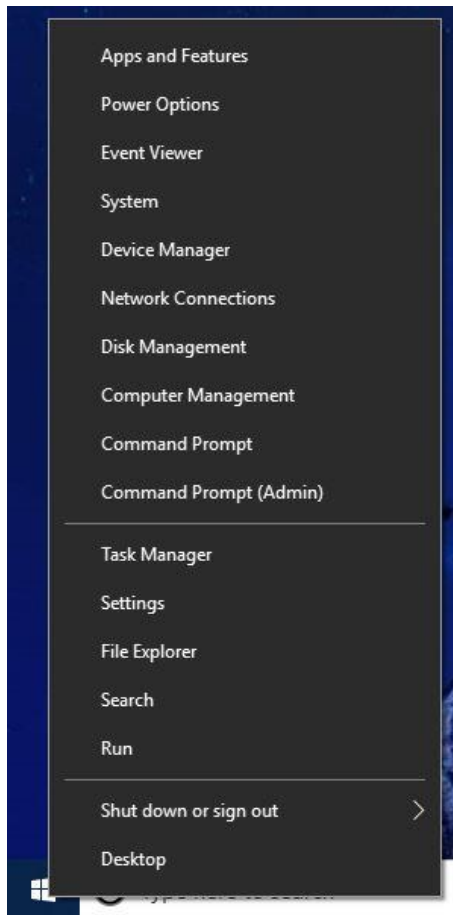 Apps and Features
Power Options
Event Viewer
System
Device Manager
Network Connections
Disk Management
Computer Management
Command Prompt
Command Prompt (Admin)
Task Manager
Settings
File Explorer
Search
Run
Shut down or sign out
Desktop